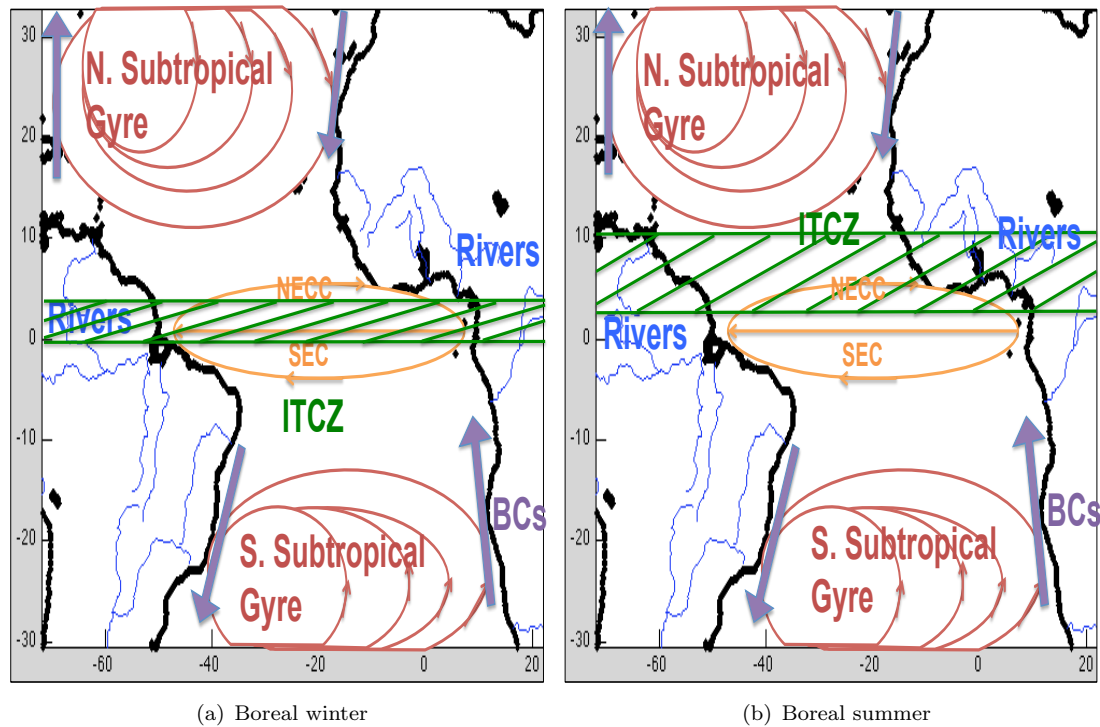 30
20
10
0
-10
-20
-30
-60
-40
-20
0
20
N. Subtropical
Gyre
Rivers
NECC
Rivers
SEC
ITCZ
BCs
S. Subtropical
Gyre
(a) Boreal winter
30
20
10
0
-10
-20
-30
-60
-40
-20
0
20
N. Subtropical
Gyre
ITCZ
Rivers
NECC
Rivers
SEC
BCs
S. Subtropical
Gyre
(b) Boreal summer